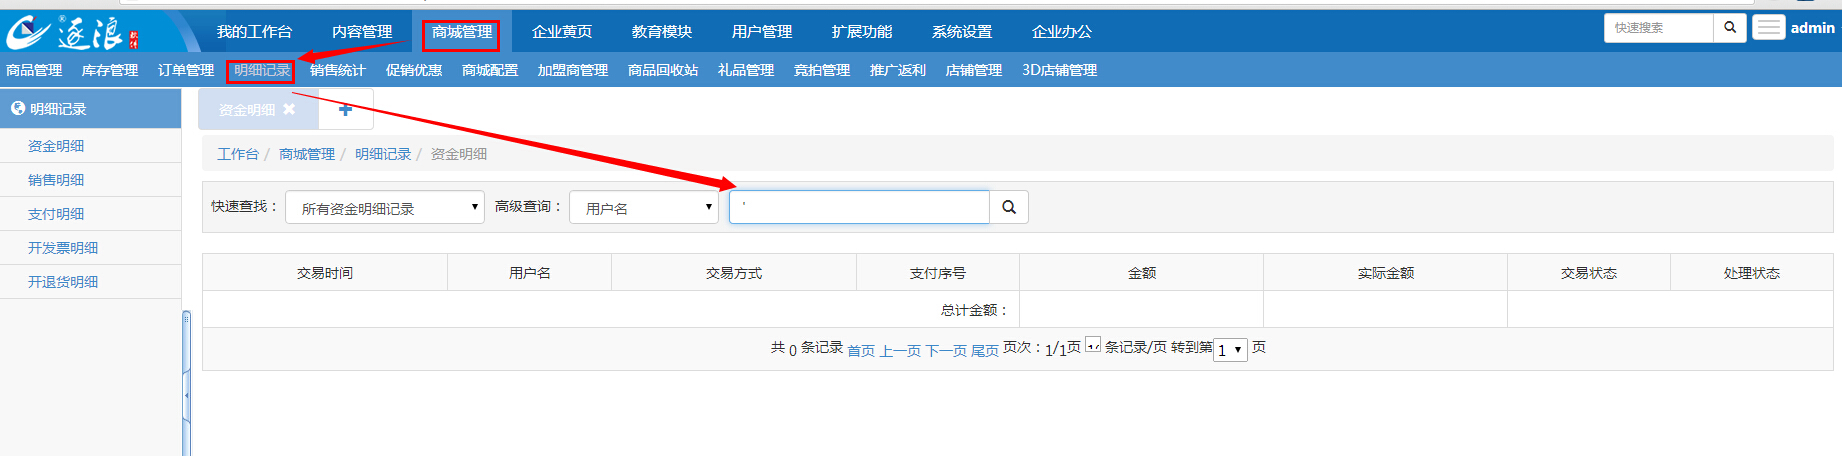 逐浪® 软件 我的工作台 内容管理 商城管理 企业黄页 教育模块 用户管理 扩展功能 系统设置 企业办公 快速搜索 admin
商品管理 库存管理 订单管理 明细记录 销售统计 促销优惠 商城配置 加盟商管理 商品回收站 礼品管理 竞拍管理 推广返利 店铺管理 3D店铺管理
明细记录 资金明细 ✖ +
资金明细
销售明细
支付明细
开发票明细
开退货明细
工作台 / 商城管理 / 明细记录 / 资金明细
快速查找： 所有资金明细记录 高级查询： 用户名 '
交易时间 用户名 交易方式 支付序号 金额 实际金额 交易状态 处理状态
总计金额：
共 0 条记录 首页 上一页 下一页 尾页 页次：1/1页 条记录/页 转到第 1 页